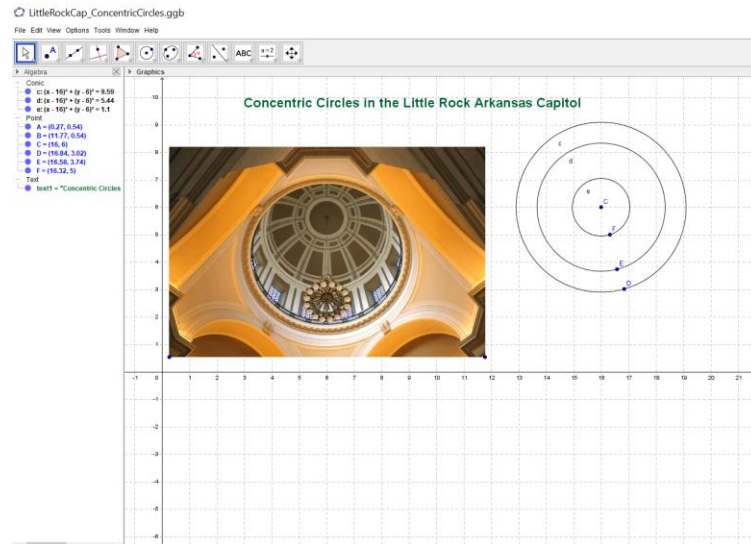 LittleRockCap_ConcentricCircles.ggb
File Edit View Options Tools Window Help
A
ABC
a=2
Algebra
Graphics
Conic
c: (x - 16)² + (y - 6)² = 9.59
d: (x - 16)² + (y - 6)² = 5.44
e: (x - 16)² + (y - 6)² = 1.1
Point
A = (0.27, 0.54)
B = (11.77, 0.54)
C = (16, 6)
D = (16.84, 3.02)
E = (16.58, 3.74)
F = (16.32, 5)
Text
text1 = "Concentric Circles
Concentric Circles in the Little Rock Arkansas Capitol
c
d
e
C
F
E
D
10
9
8
7
6
5
4
3
2
1
-1 0 1 2 3 4 5 6 7 8 9 10 11 12 13 14 15 16 17 18 19 20 21
-1
-2
-3
-4
-5
-6